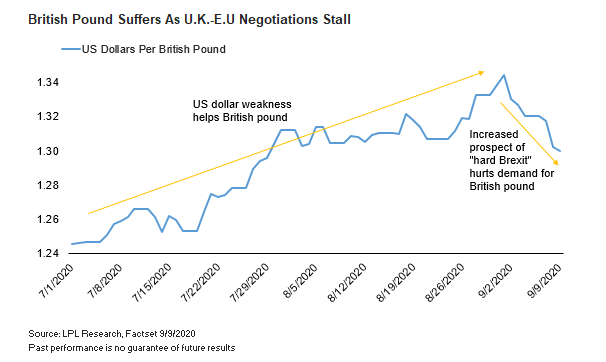 British Pound Suffers As U.K.-E.U Negotiations Stall
US Dollars Per British Pound
1.34
1.32
1.30
1.28
1.26
1.24
US dollar weakness
helps British pound
Increased
prospect of
"hard Brexit"
hurts demand for
British pound
7/1/2020
7/8/2020
7/15/2020
7/22/2020
7/29/2020
8/5/2020
8/12/2020
8/19/2020
8/26/2020
9/2/2020
9/9/2020
Source: LPL Research, Factset 9/9/2020
Past performance is no guarantee of future results